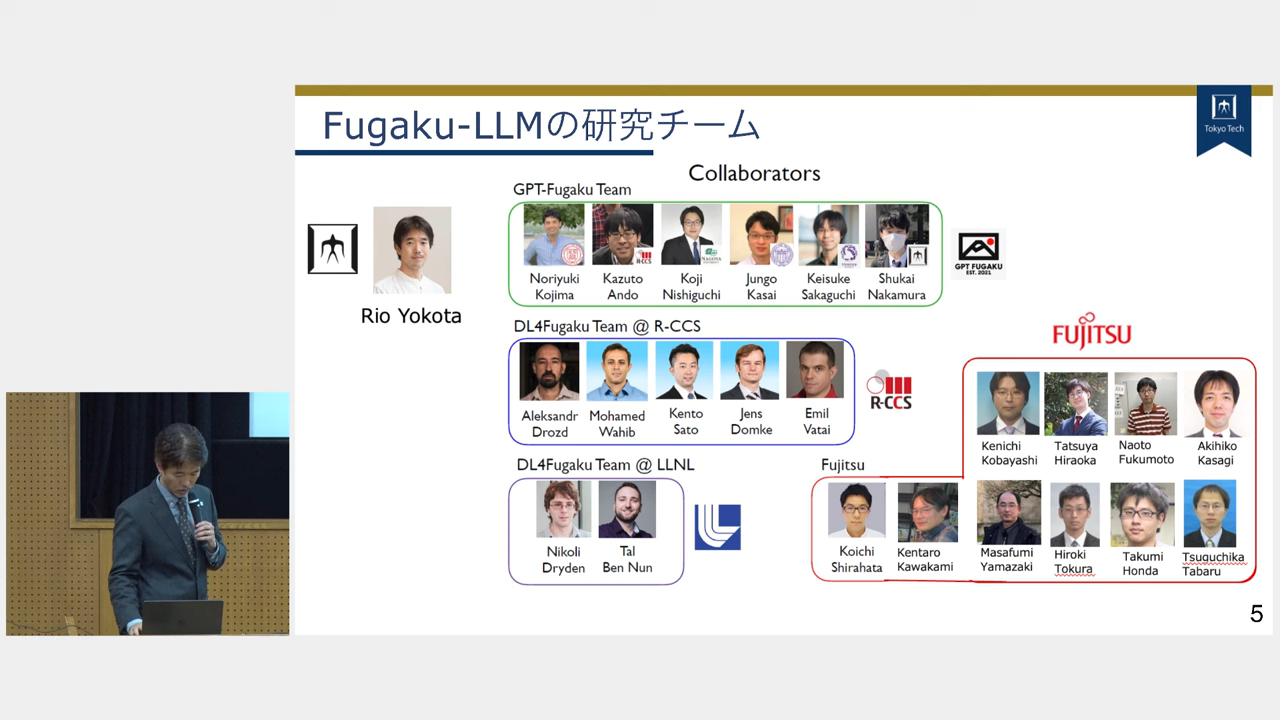 Fugaku-LLMの研究チーム
Tokyo Tech
Collaborators
Rio Yokota
GPT-Fugaku Team
Noriyuki Kojima
Kazuto Ando
R-CCS
Koji Nishiguchi
NAGOYA
Jungo Kasai
Keisuke Sakaguchi
Shukai Nakamura
GPT FUGAKU
EST. 2021
DL4Fugaku Team @ R-CCS
Aleksandr Drozd
Mohamed Wahib
Kento Sato
Jens Domke
Emil Vatai
R-CCS
DL4Fugaku Team @ LLNL
Nikoli Dryden
Tal Ben Nun
FUJITSU
Fujitsu
Kenichi Kobayashi
Tatsuya Hiraoka
Naoto Fukumoto
Akihiko Kasagi
Koichi Shirahata
Kentaro Kawakami
Masafumi Yamazaki
Hiroki Tokura
Takumi Honda
Tsuguchika Tabaru
5